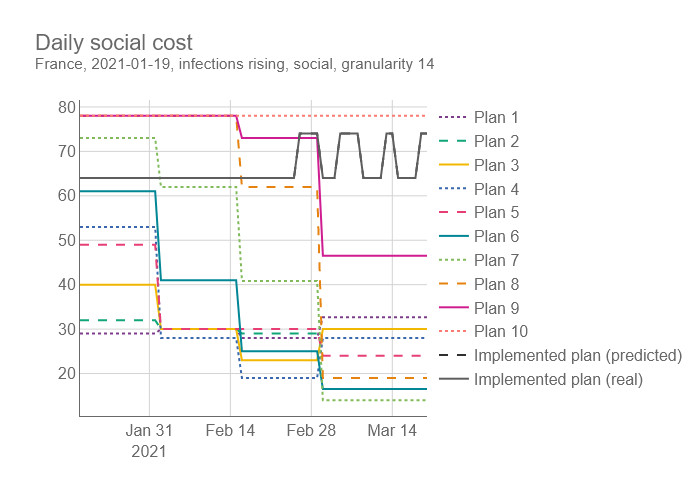 Daily social cost
France, 2021-01-19, infections rising, social, granularity 14
80
70
60
50
40
30
20
Jan 31
2021
Feb 14
Feb 28
Mar 14
Plan 1
Plan 2
Plan 3
Plan 4
Plan 5
Plan 6
Plan 7
Plan 8
Plan 9
Plan 10
Implemented plan (predicted)
Implemented plan (real)